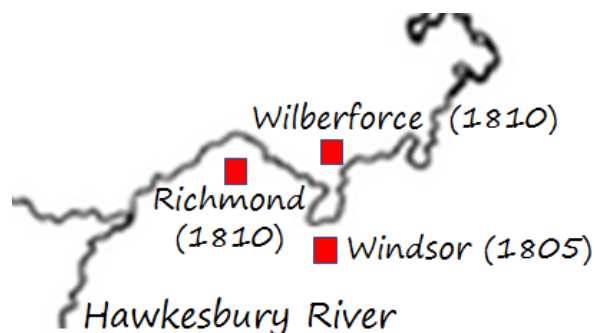 Wilberforce (1810)
Richmond
(1810)
Windsor (1805)
Hawkesbury River